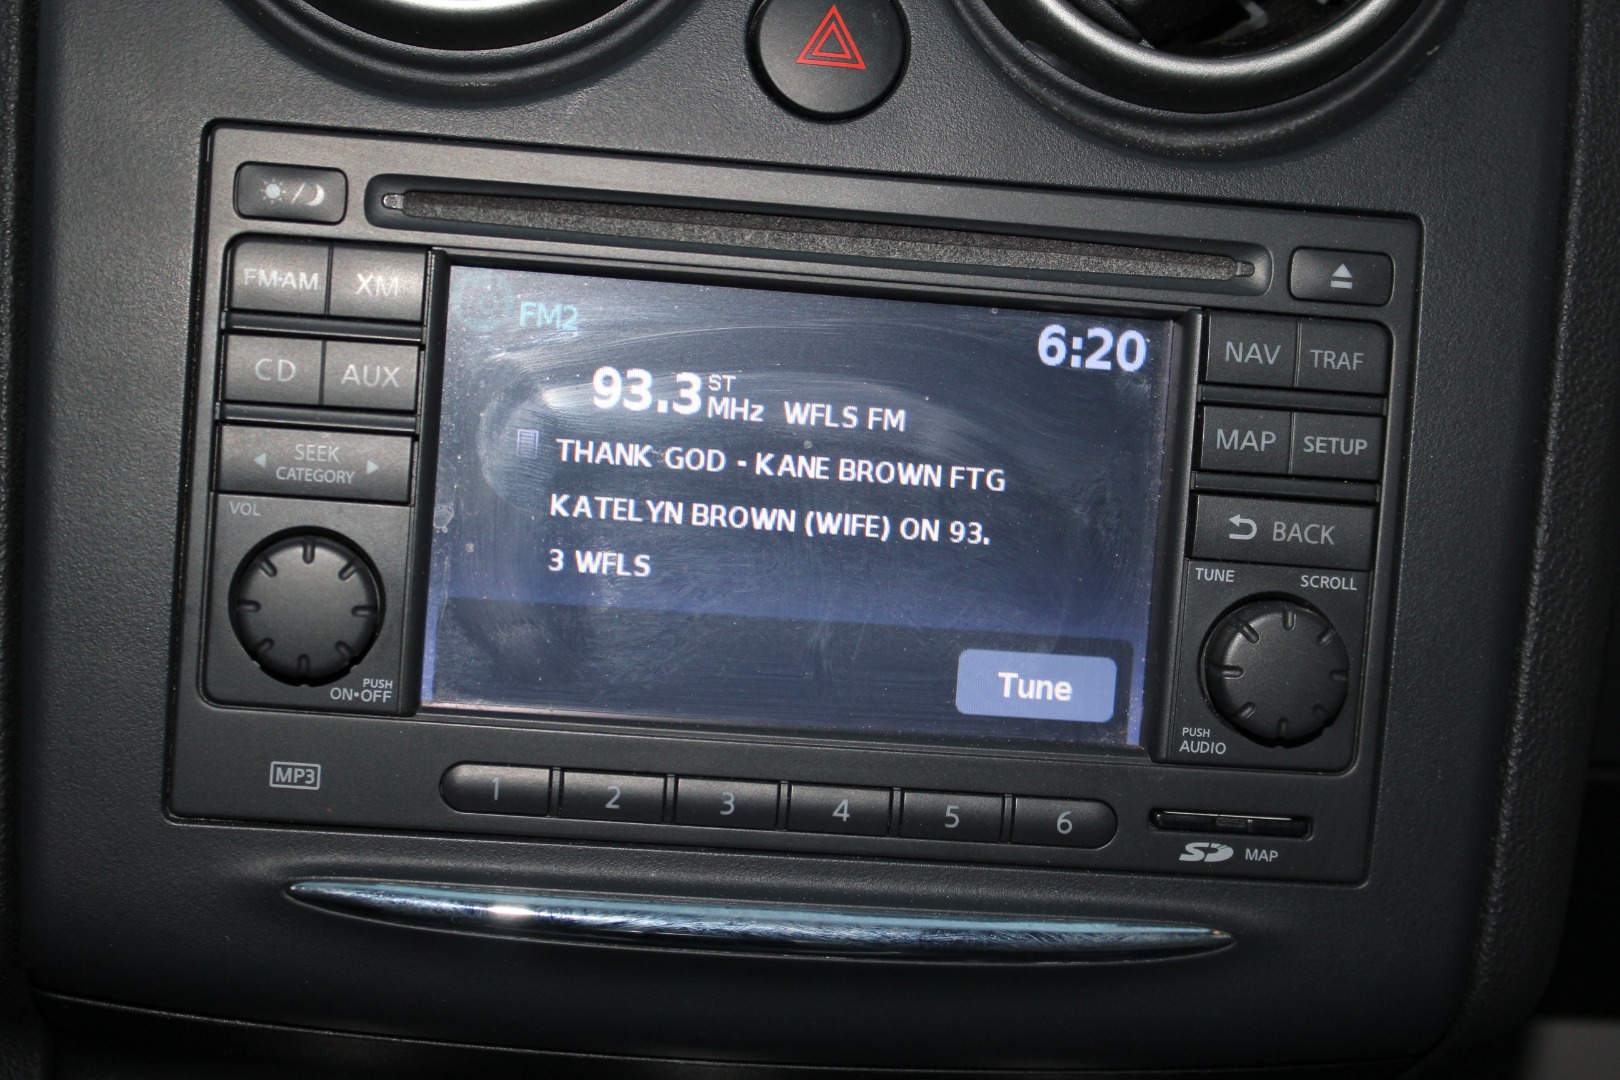 FM·AM
XM
CD
AUX
SEEK
CATEGORY
VOL
PUSH
ON•OFF
FM2
6:20
93.3 ST
MHz WFLS FM
THANK GOD - KANE BROWN FTG
KATELYN BROWN (WIFE) ON 93.
3 WFLS
Tune
NAV
TRAF
MAP
SETUP
BACK
TUNE
SCROLL
PUSH
AUDIO
MP3
1 2 3 4 5 6
SD MAP